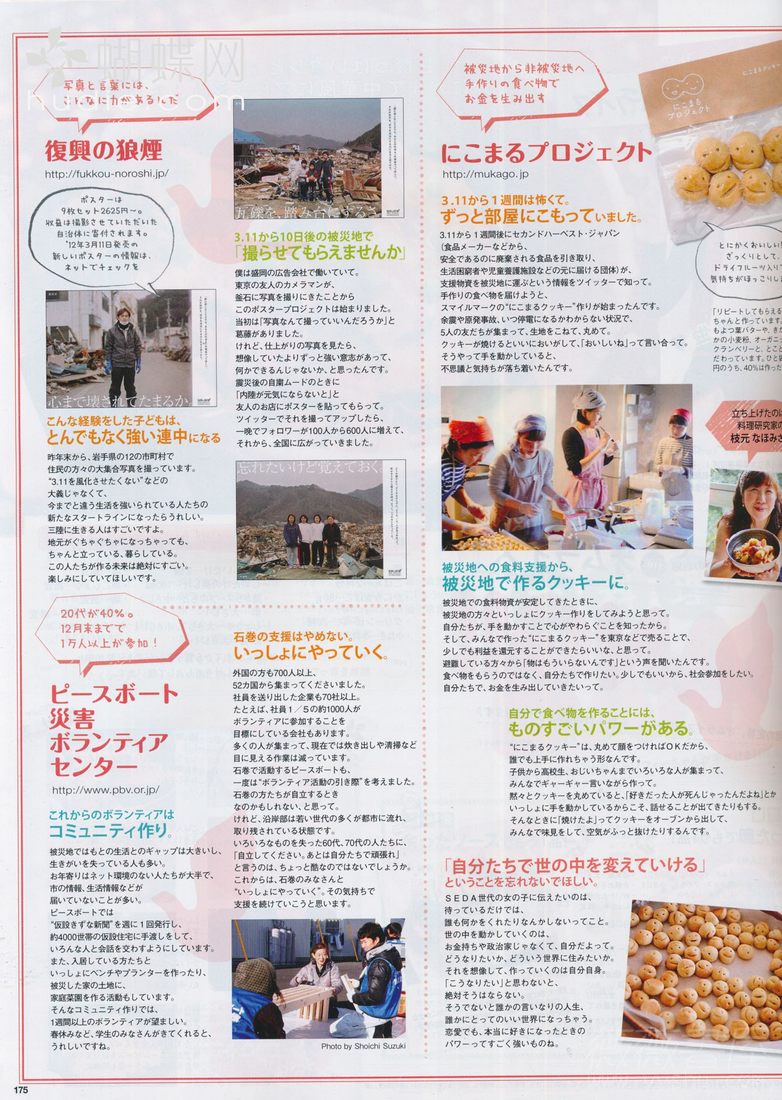 蝴蝶网
写真と言葉には、
こんなに力があるんだ
復興の狼煙
http://fukkou-noroshi.jp/
ポスターは
9枚セット2625円〜。
収益は撮影させていただいた
自治体に寄付されます。
'12年3月11日発売の
新しいポスターの情報は、
ネットでチェックを
心まで壊されてたまるか。
こんな経験をした子どもは、
とんでもなく強い連中になる
昨年末から、岩手県の12の市町村で
住民の方々の大集合写真を撮っています。
"3.11を風化させたくない"などの
大義じゃなくて、
今までと違う生活を強いられている人たちの
新たなスタートラインになったらうれしい。
三陸に生きる人はすごいですよ。
地元がぐちゃぐちゃになっちゃっても、
ちゃんと立っている、暮らしている。
この人たちが作る未来は絶対にすごい。
楽しみにしていてほしいです。
瓦礫を、踏み台にすると
3.11から10日後の被災地で
「撮らせてもらえませんか」
僕は盛岡の広告会社で働いていて。
東京の友人のカメラマンが、
釜石に写真を撮りにきたことから
このポスタープロジェクトは始まりました。
当初は「写真なんて撮っていいんだろうか」と
葛藤がありました。
けれど、仕上がりの写真を見たら、
想像していたよりずっと強い意志があって、
何かできるんじゃないか、と思ったんです。
震災後の自粛ムードのときに
「内陸が元気にならないと」と
友人のお店にポスターを貼ってもらって。
ツイッターでそれを撮ってアップしたら、
一晩でフォロワーが100人から600人に増えて、
それから、全国に広がっていきました。
忘れたいけど覚えておく。
20代が40%。
12月末までで
1万人以上が参加！
ピースボート
災害
ボランティア
センター
http://www.pbv.or.jp/
これからのボランティアは
コミュニティ作り。
被災地ではもとの生活とのギャップは大きいし、
生きがいを失っている人も多い。
お年寄りはネット環境のない人たちが大半で、
市の情報、生活情報などが
届いていないことが多い。
ピースボートでは
"仮設きずな新聞"を週に1回発行し、
約4000世帯の仮設住宅に手渡しをして、
いろんな人と会話を交わすようにしています。
また、入居している方たちと
いっしょにベンチやプランターを作ったり、
被災した家の土地に、
家庭菜園を作る活動もしています。
そんなコミュニティ作りでは、
1週間以上のボランティアが望ましい。
春休みなど、学生のみなさんがきてくれると、
うれしいですね。
石巻の支援はやめない。
いっしょにやっていく。
外国の方も700人以上、
52カ国から集まってくださいました。
社員を送り出した企業も70社以上。
たとえば、社員1／5の約1000人が
ボランティアに参加することを
目標にしている会社もあります。
多くの人が集まって、現在では炊き出しや清掃など
目に見える作業は減っています。
石巻で活動するピースボートも、
一度は"ボランティア活動の引き際"を考えました。
石巻の方たちが自立するとき
なのかもしれない、と思って。
けれど、沿岸部は若い世代の多くが都市に流れ、
取り残されている状態です。
いろいろなものを失った60代、70代の人たちに、
「自立してください。あとは自分たちで頑張れ」
と言うのは、ちょっと酷なのではないでしょうか。
これからは、石巻のみなさんと
"いっしょにやっていく"。その気持ちで
支援を続けていこうと思います。
Photo by Shoichi Suzuki
被災地から非被災地へ
手作りの食べ物で
お金を生み出す
にこまるプロジェクト
http://mukago.jp
にこまる
プロジェクト
にこまるクッキー
3.11から1週間は怖くて。
ずっと部屋にこもっていました。
3.11から1週間後にセカンドハーベスト・ジャパン
（食品メーカーなどから、
安全であるのに廃棄される食品を引き取り、
生活困窮者や児童養護施設などの元に届ける団体）が、
支援物資を被災地に運ぶという情報をツイッターで知って。
手作りの食べ物を届けようと、
スマイルマークの"にこまるクッキー"作りが始まったんです。
余震や原発事故、いつ停電になるかわからない状況で、
5人の友だちが集まって、生地をこねて、丸めて。
クッキーが焼けるといいにおいがして、「おいしいね」って言い合って。
そうやって手を動かしていると、
不思議と気持ちが落ち着いたんです。
とにかくおいしい
ざっくりとして、
ドライフルーツ入りで
気持ちがほっこりしま
「リピートしてもらえる
ちゃんと作っています。
もよつ葉バターや、きた
かの小麦粉、オーガニッ
クランベリーと、とこと
だわっています。ひと袋
円のうち、40%は作った
立ち上げたのは
料理研究家の
枝元 なほみさ
被災地への食料支援から、
被災地で作るクッキーに。
被災地での食料物資が安定してきたときに、
被災地の方々といっしょにクッキー作りをしてみようと思って。
自分たちが、手を動かすことで心がやわらぐことを知ったから。
そして、みんなで作った"にこまるクッキー"を東京などで売ることで、
少しでも利益を還元することができたらいいな、と思って。
避難している方々から「物はもういらないんです」という声を聞いたんです。
食べ物をもらうのではなく、自分たちで作りたい。少しでもいいから、社会参加をしたい。
自分たちで、お金を生み出していきたいって。
自分で食べ物を作ることには、
ものすごいパワーがある。
"にこまるクッキー"は、丸めて顔をつければOKだから、
誰でも上手に作れちゃう形なんです。
子供から高校生、おじいちゃんまでいろいろな人が集まって、
みんなでギャーギャー言いながら作って。
黙々とクッキーを丸めていると、「好きだった人が死んじゃったんだよね」とか
いっしょに手を動かしているからこそ、話せることが出てきたりもする。
そんなときに「焼けたよ」ってクッキーをオーブンから出して、
みんなで味見をして、空気がふっと抜けたりするんです。
「自分たちで世の中を変えていける」
ということを忘れないでほしい。
SEDA世代の女の子に伝えたいのは、
待っているだけでは、
誰も何かをくれたりなんかしないってこと。
世の中を動かしていくのは、
お金持ちや政治家じゃなくて、自分だよって。
どうなりたいか、どういう世界に住みたいか。
それを想像して、作っていくのは自分自身。
「こうなりたい」と思わないと、
絶対そうはならない。
そうでないと誰かの言いなりの人生、
誰かにとってのいい世界になっちゃう。
恋愛でも、本当に好きになったときの
パワーってすごく強いものね。
175